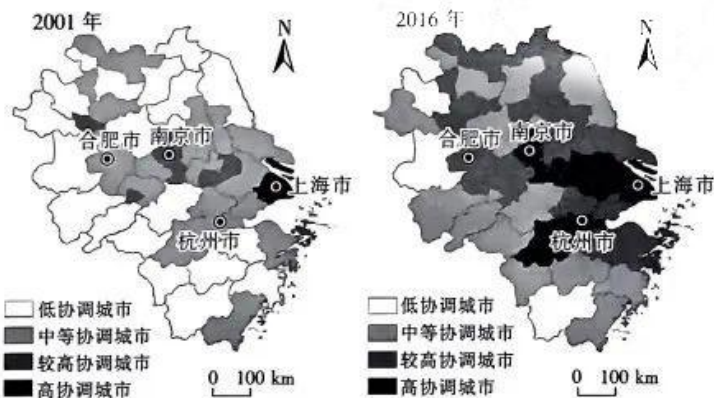 2001年
N
合肥市
南京市
上海市
杭州市
低协调城市
中等协调城市
较高协调城市
高协调城市
0 100 km
2016 年
N
合肥市
南京市
上海市
杭州市
低协调城市
中等协调城市
较高协调城市
高协调城市
0 100 km